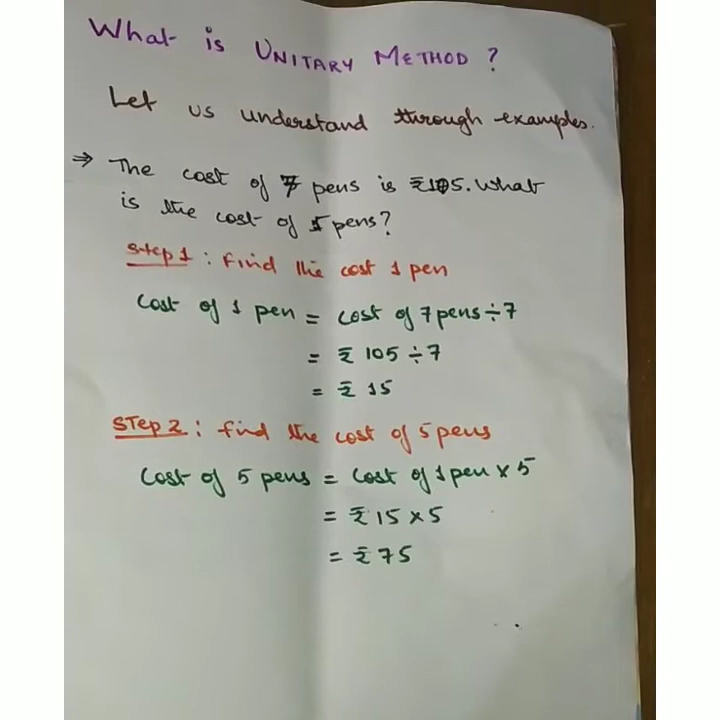 What is UNITARY METHOD ?
Let us understand through examples.
⇒ The cost of 7 pens is ₹105. What
is the cost of 5 pens?
Step 1 : Find the cost 1 pen
Cost of 1 pen = cost of 7 pens ÷ 7
= ₹ 105 ÷ 7
= ₹ 15
STep 2 : find the cost of 5 pens
Cost of 5 pens = cost of 1 pen × 5
= ₹ 15 × 5
= ₹ 75